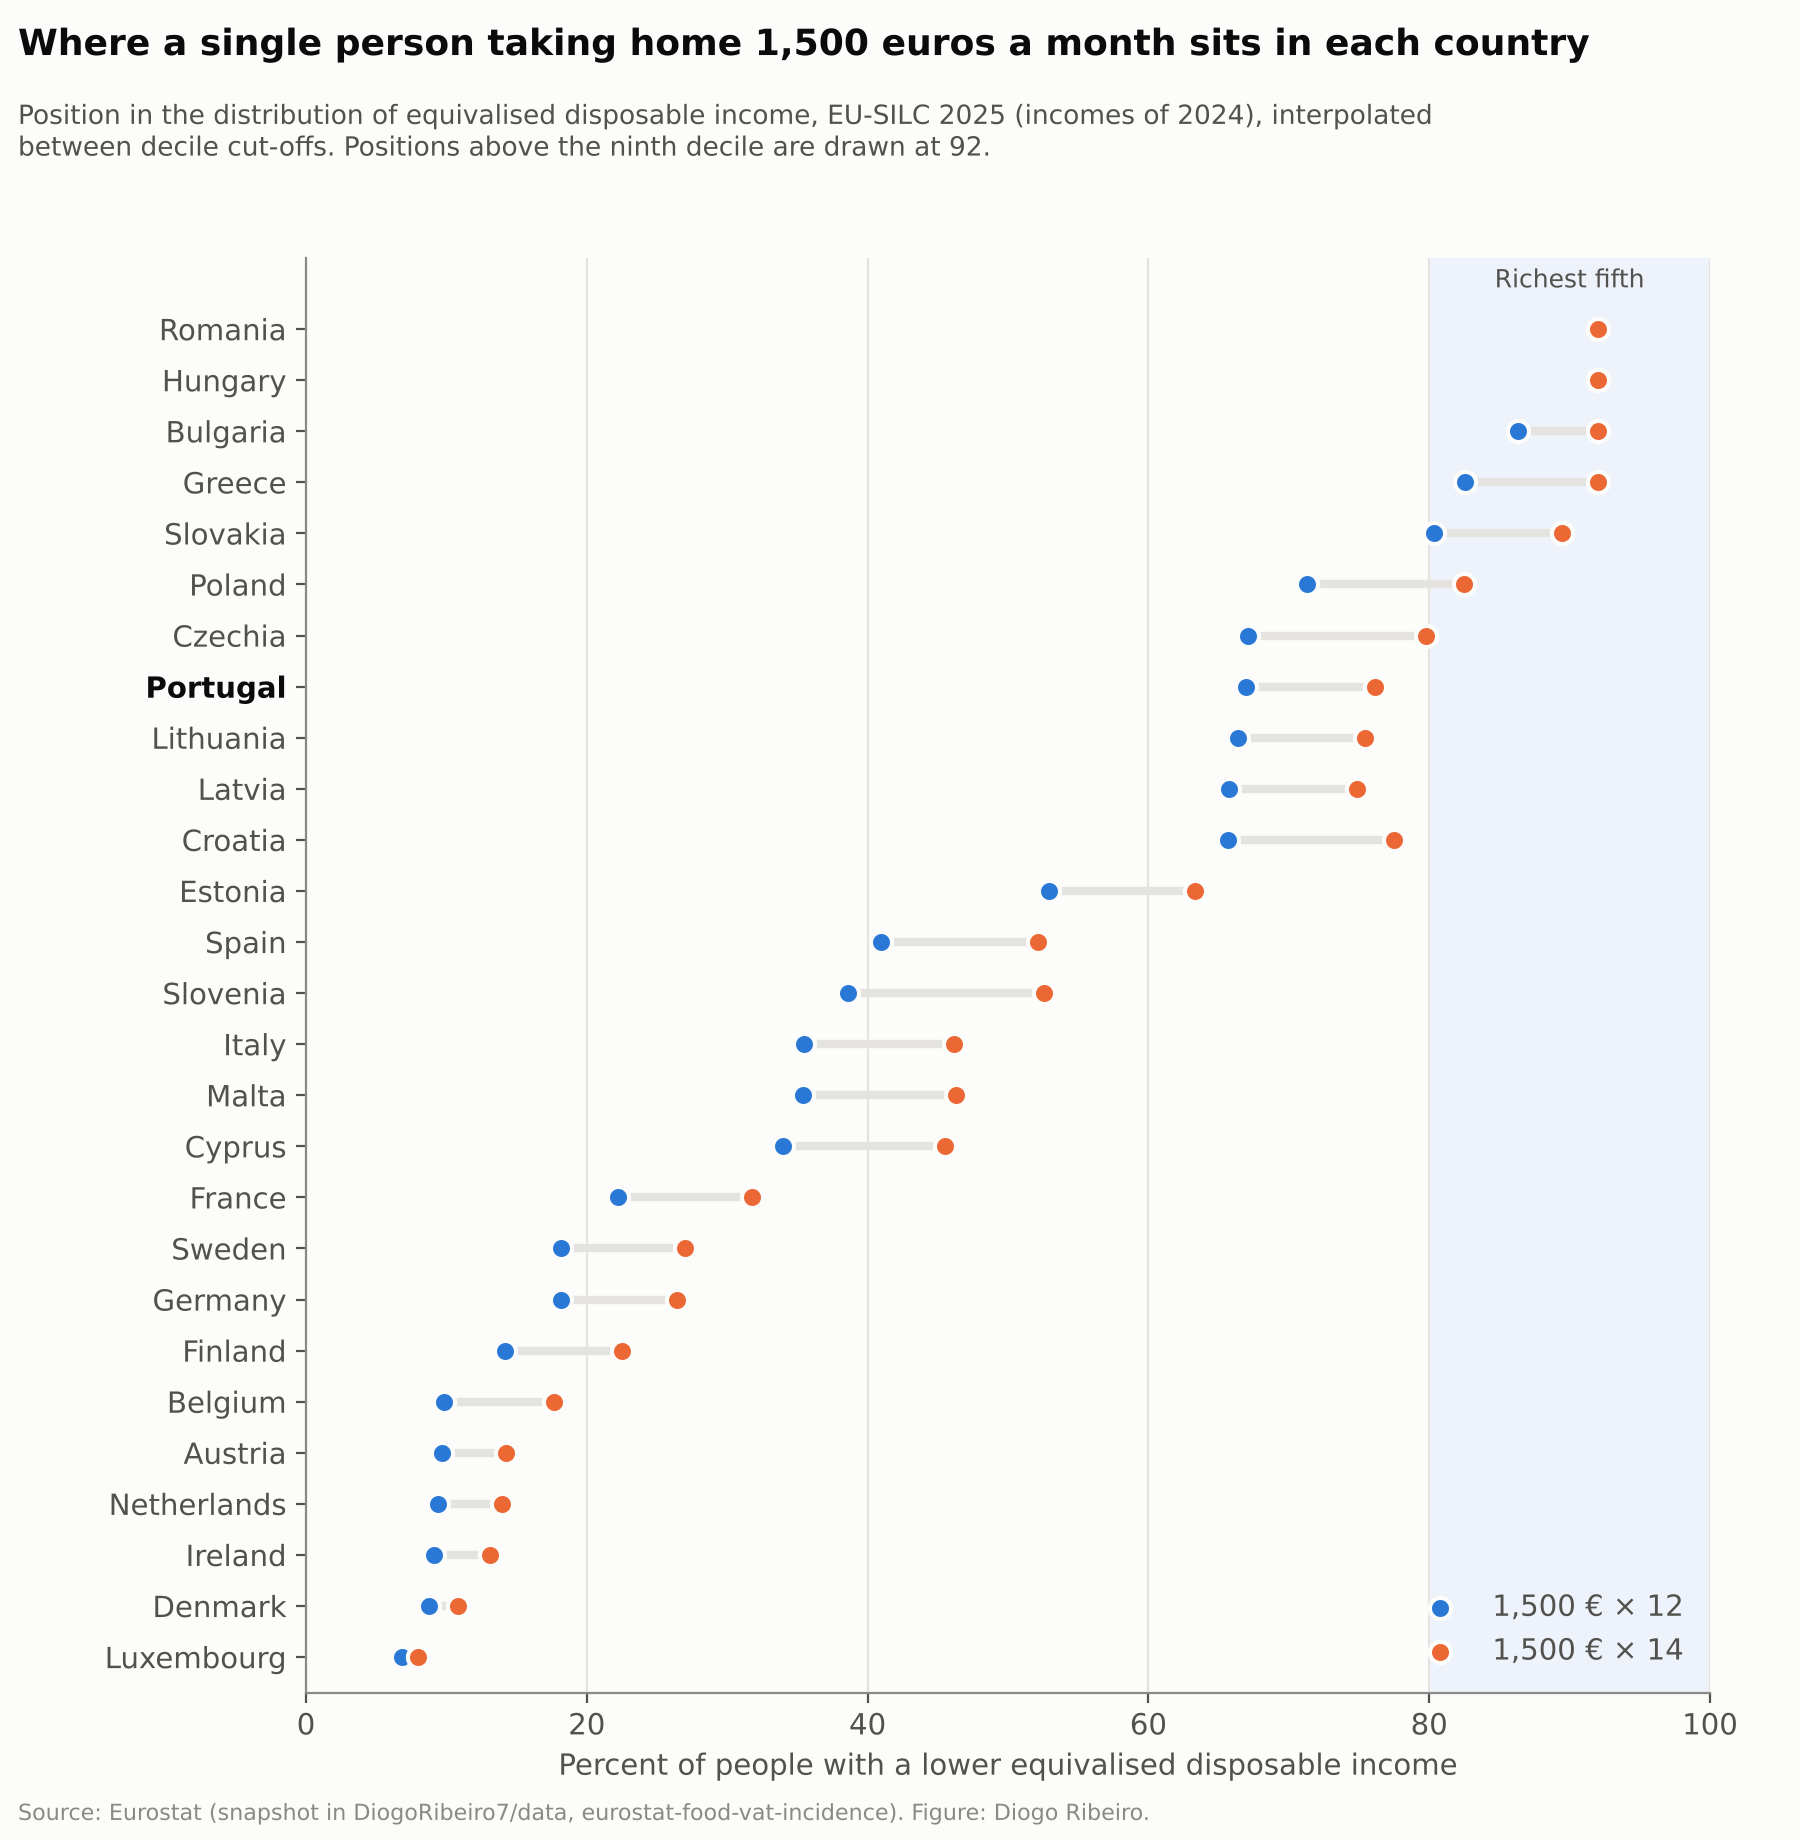 Where a single person taking home 1,500 euros a month sits in each country
Position in the distribution of equivalised disposable income, EU-SILC 2025 (incomes of 2024), interpolated
between decile cut-offs. Positions above the ninth decile are drawn at 92.
Richest fifth
Romania
Hungary
Bulgaria
Greece
Slovakia
Poland
Czechia
Portugal
Lithuania
Latvia
Croatia
Estonia
Spain
Slovenia
Italy
Malta
Cyprus
France
Sweden
Germany
Finland
Belgium
Austria
Netherlands
Ireland
Denmark
Luxembourg
1,500 € × 12
1,500 € × 14
0 20 40 60 80 100
Percent of people with a lower equivalised disposable income
Source: Eurostat (snapshot in DiogoRibeiro7/data, eurostat-food-vat-incidence). Figure: Diogo Ribeiro.